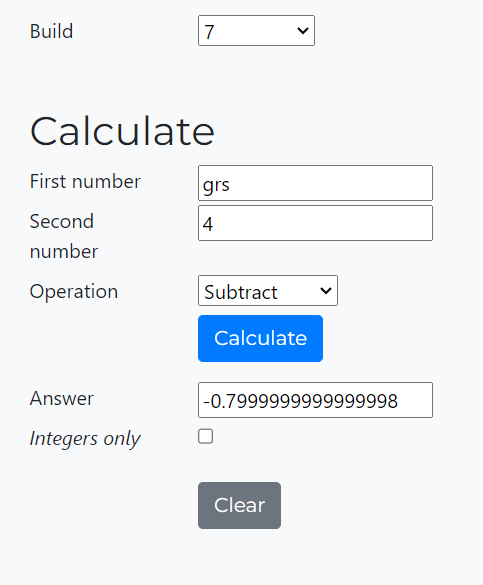 Build 7
Calculate
First number grs
Second
number 4
Operation Subtract
Calculate
Answer -0.7999999999999998
Integers only
Clear